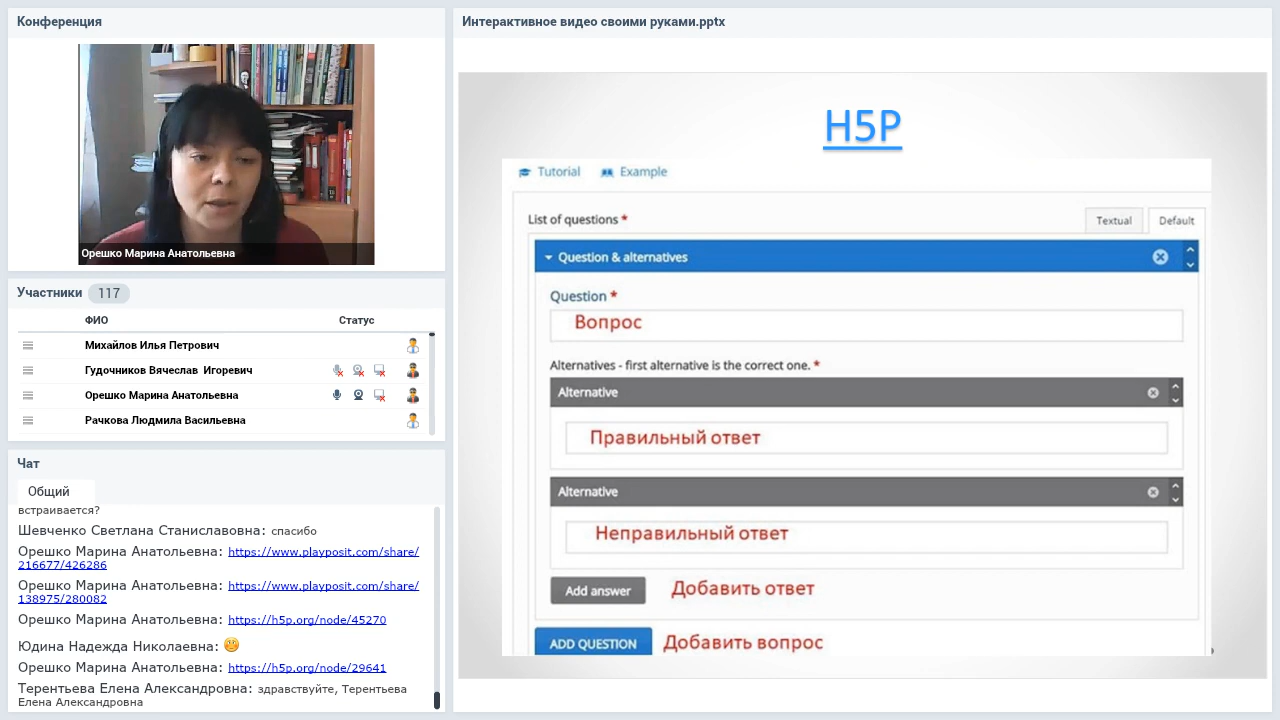 Конференция
Орешко Марина Анатольевна
Участники 117
ФИО Статус
Михайлов Илья Петрович
Гудочников Вячеслав Игоревич
Орешко Марина Анатольевна
Рачкова Людмила Васильевна
Чат
Общий
встраивается?
Шевченко Светлана Станиславовна: спасибо
Орешко Марина Анатольевна: https://www.playposit.com/share/
216677/426286
Орешко Марина Анатольевна: https://www.playposit.com/share/
138975/280082
Орешко Марина Анатольевна: https://h5p.org/node/45270
Юдина Надежда Николаевна:
Орешко Марина Анатольевна: https://h5p.org/node/29641
Терентьева Елена Александровна: здравствуйте, Терентьева
Елена Александровна
Интерактивное видео своими руками.pptx
H5P
Tutorial Example
List of questions *
Textual Default
Question & alternatives
Question *
Вопрос
Alternatives - first alternative is the correct one. *
Alternative
Правильный ответ
Alternative
Неправильный ответ
Add answer Добавить ответ
ADD QUESTION Добавить вопрос